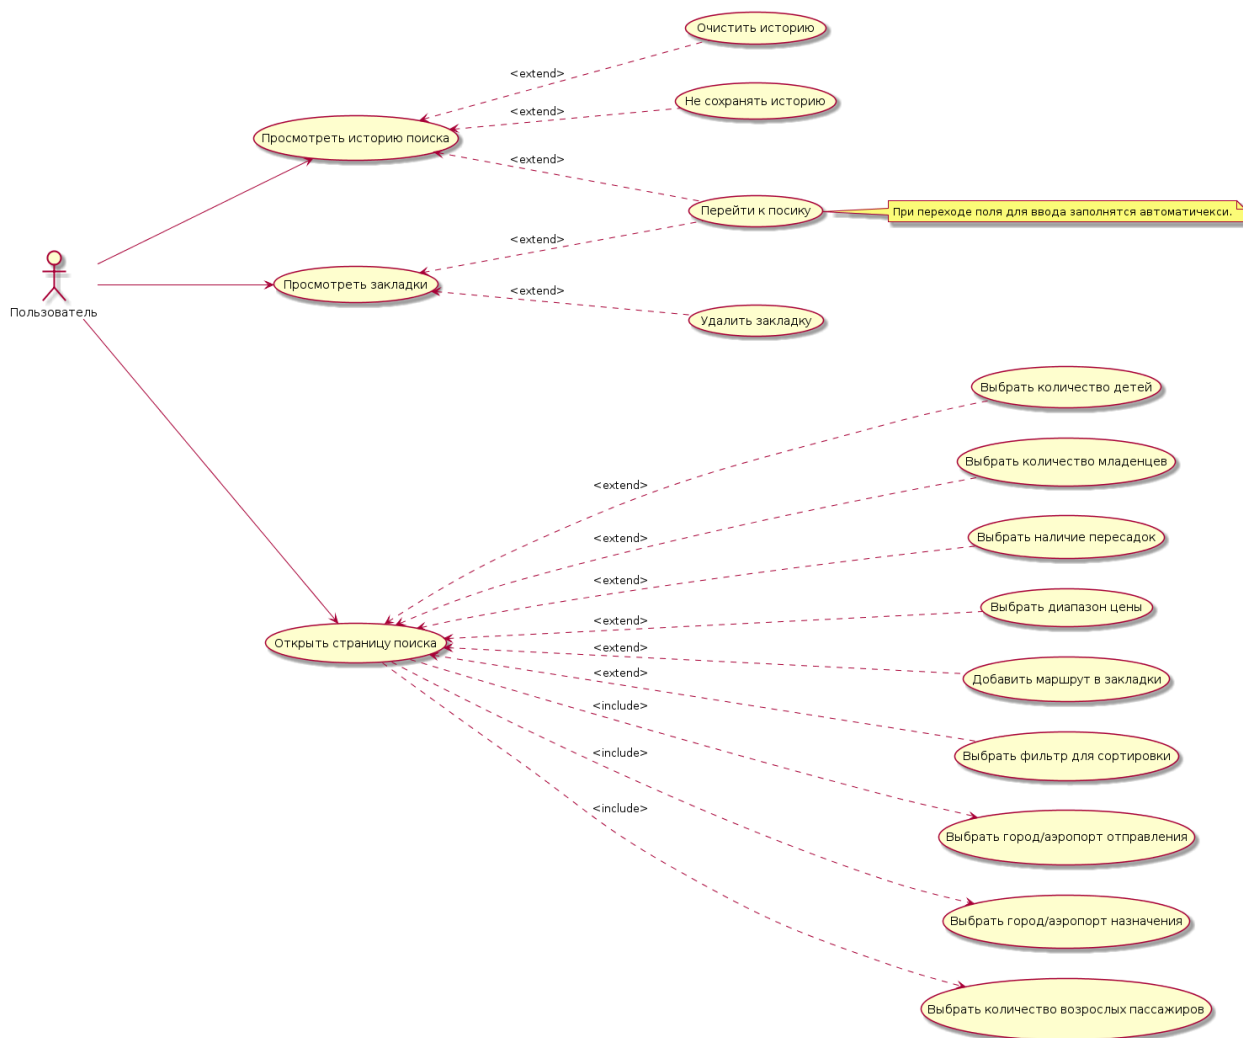 Очистить историю
<extend>
Не сохранять историю
<extend>
Просмотреть историю поиска
<extend>
Перейти к посику
При переходе поля для ввода заполнятся автоматичекси.
<extend>
Просмотреть закладки
<extend>
Пользователь
Удалить закладку
Выбрать количество детей
Выбрать количество младенцев
<extend>
Выбрать наличие пересадок
<extend>
<extend>
Выбрать диапазон цены
<extend>
Открыть страницу поиска
<extend>
Добавить маршрут в закладки
<extend>
<include>
Выбрать фильтр для сортировки
<include>
<include>
Выбрать город/аэропорт отправления
Выбрать город/аэропорт назначения
Выбрать количество возрослых пассажиров